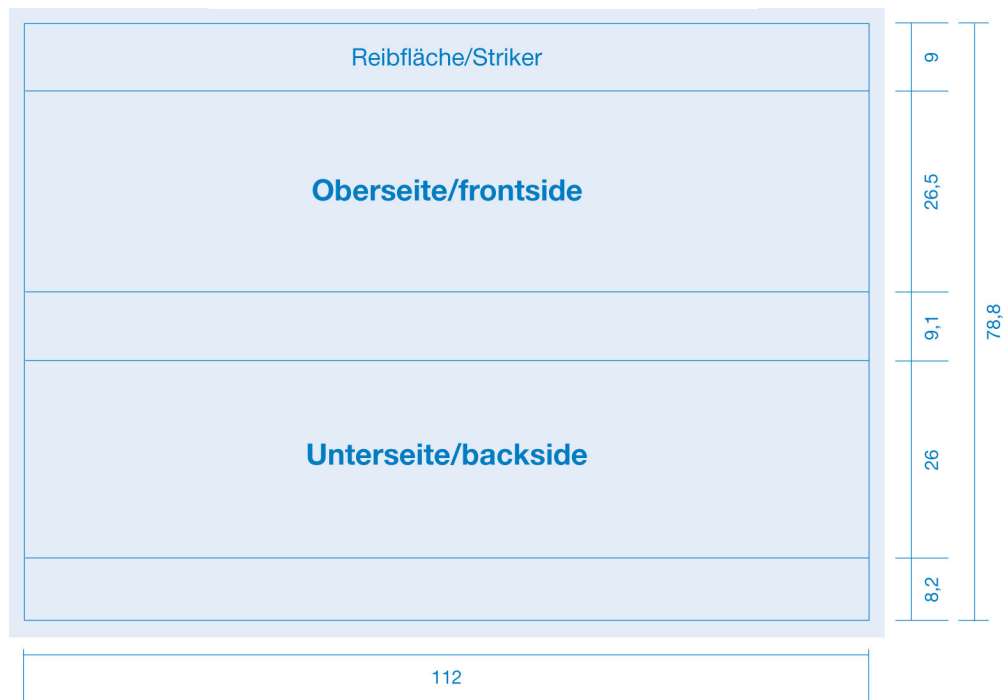 Reibfläche/Striker
9
Oberseite/frontside
26,5
9,1
78,8
Unterseite/backside
26
8,2
112